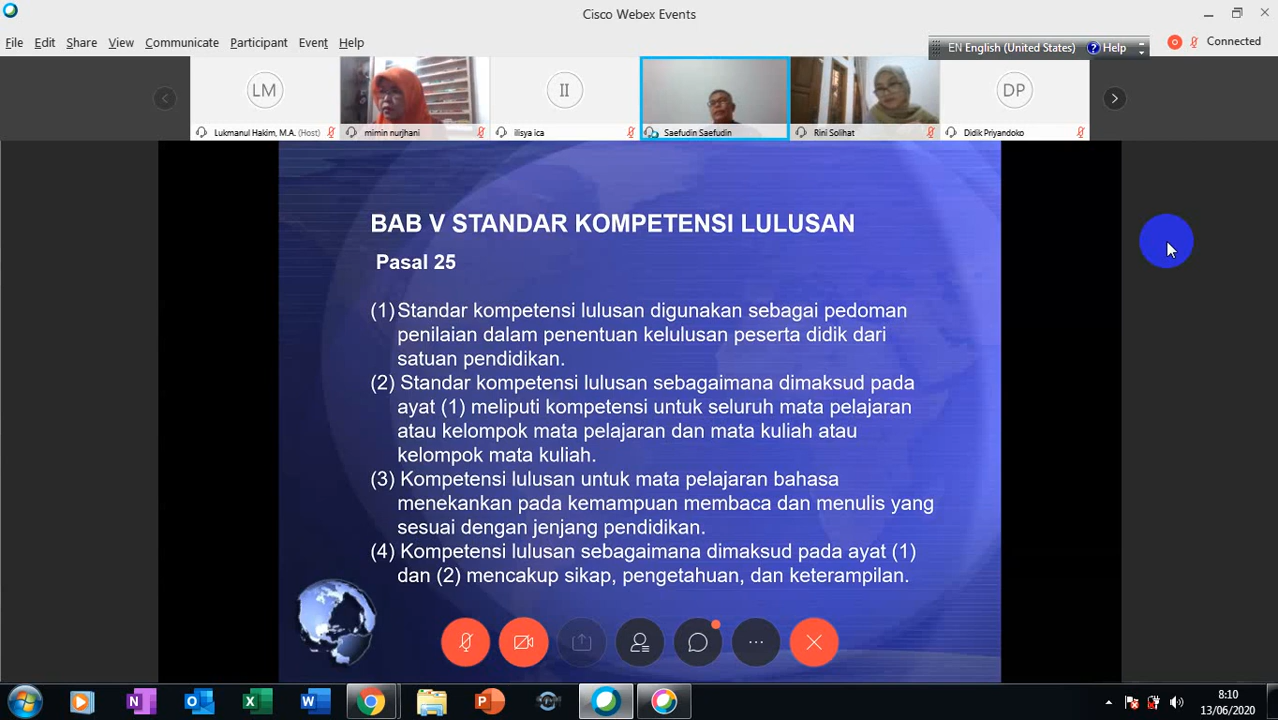 Cisco Webex Events
File Edit Share View Communicate Participant Event Help
EN English (United States) Help
Connected
LM
II
DP
Lukmanul Hakim, M.A. (Host)
mimin nurjhani
ilisya ica
Saefudin Saefudin
Rini Solihat
Didik Priyandoko
BAB V STANDAR KOMPETENSI LULUSAN
Pasal 25
(1) Standar kompetensi lulusan digunakan sebagai pedoman
penilaian dalam penentuan kelulusan peserta didik dari
satuan pendidikan.
(2) Standar kompetensi lulusan sebagaimana dimaksud pada
ayat (1) meliputi kompetensi untuk seluruh mata pelajaran
atau kelompok mata pelajaran dan mata kuliah atau
kelompok mata kuliah.
(3) Kompetensi lulusan untuk mata pelajaran bahasa
menekankan pada kemampuan membaca dan menulis yang
sesuai dengan jenjang pendidikan.
(4) Kompetensi lulusan sebagaimana dimaksud pada ayat (1)
dan (2) mencakup sikap, pengetahuan, dan keterampilan.
8:10
13/06/2020